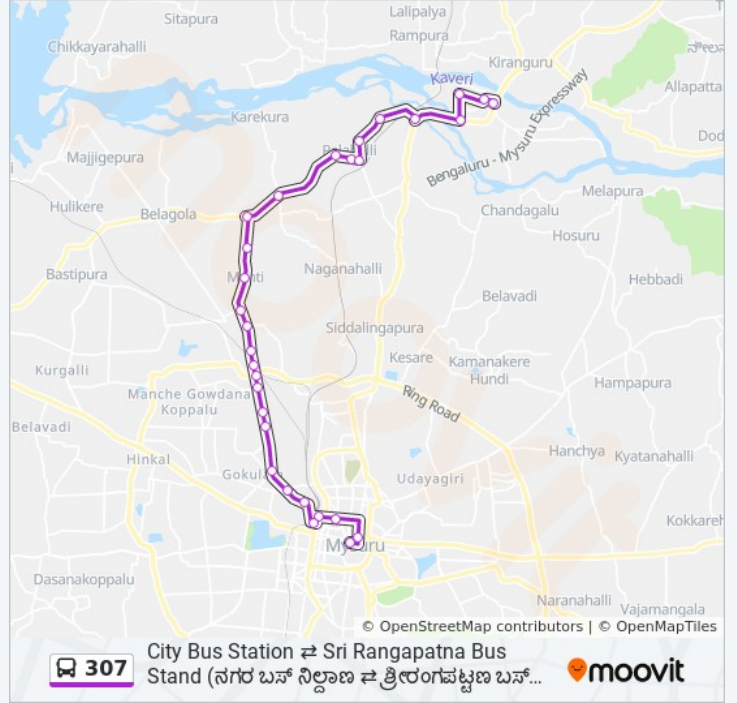 Sitapura
Lalipalya
Rampura
Chikkayarahalli
Kiranguru
Kaveri
Allapatta
Karekura
Bengaluru - Mysuru Expressway
Dod
Majjigepura
Melapura
Hulikere
Belagola
Chandagalu
Hosuru
Naganahalli
Bastipura
Hebbadi
Belavadi
Siddalingapura
Kesare
Kamanakere
Hundi
Kurgalli
Hampapura
Manche Gowdana
Koppalu
Ring Road
Belavadi
Hinkal
Hanchya
Kyatanahalli
Udayagiri
Kokkareh
Mysuru
Dasanakoppalu
Naranahalli
Vajamangala
© OpenStreetMap contributors | © OpenMapTiles
307
City Bus Station ⇄ Sri Rangapatna Bus
Stand (ನಗರ ಬಸ್ ನಿಲ್ದಾಣ ⇄ ಶ್ರೀರಂಗಪಟ್ಟಣ ಬಸ್...
moovit